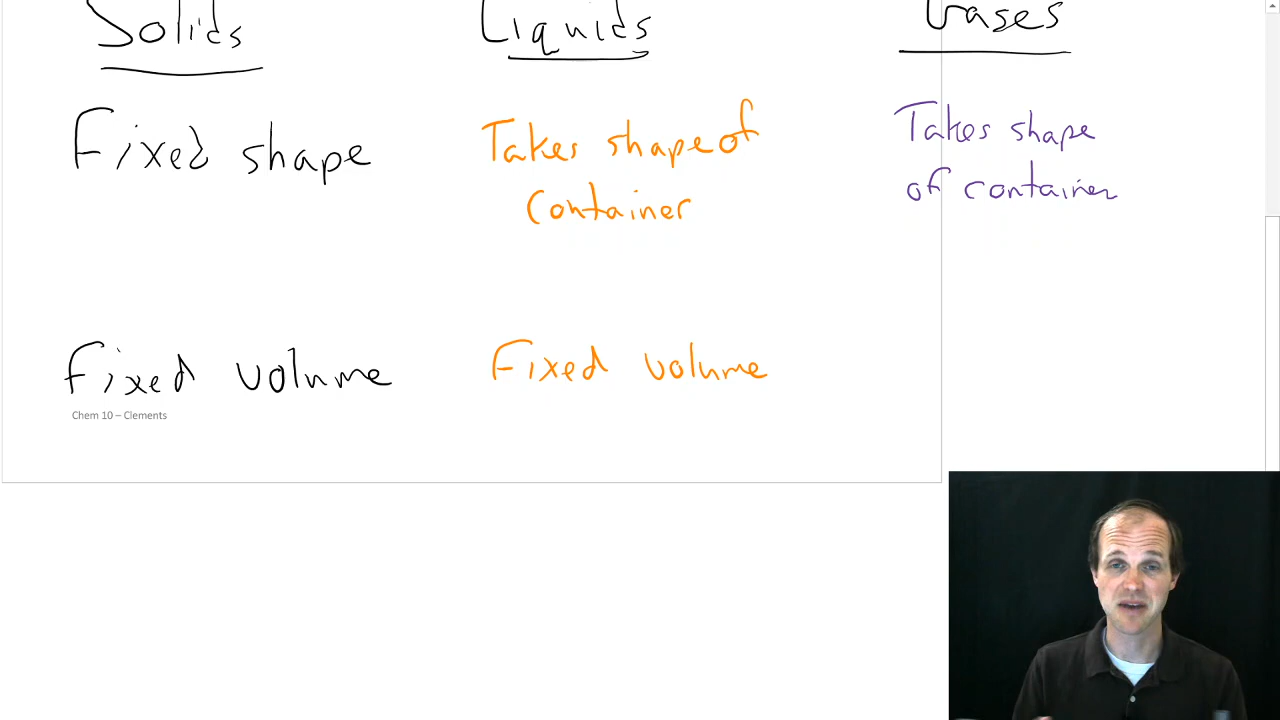 Solids
Liquids
Gases
Fixed shape
Takes shape of
container
Takes shape
of container
Fixed volume
Fixed volume
Chem 10 – Clements